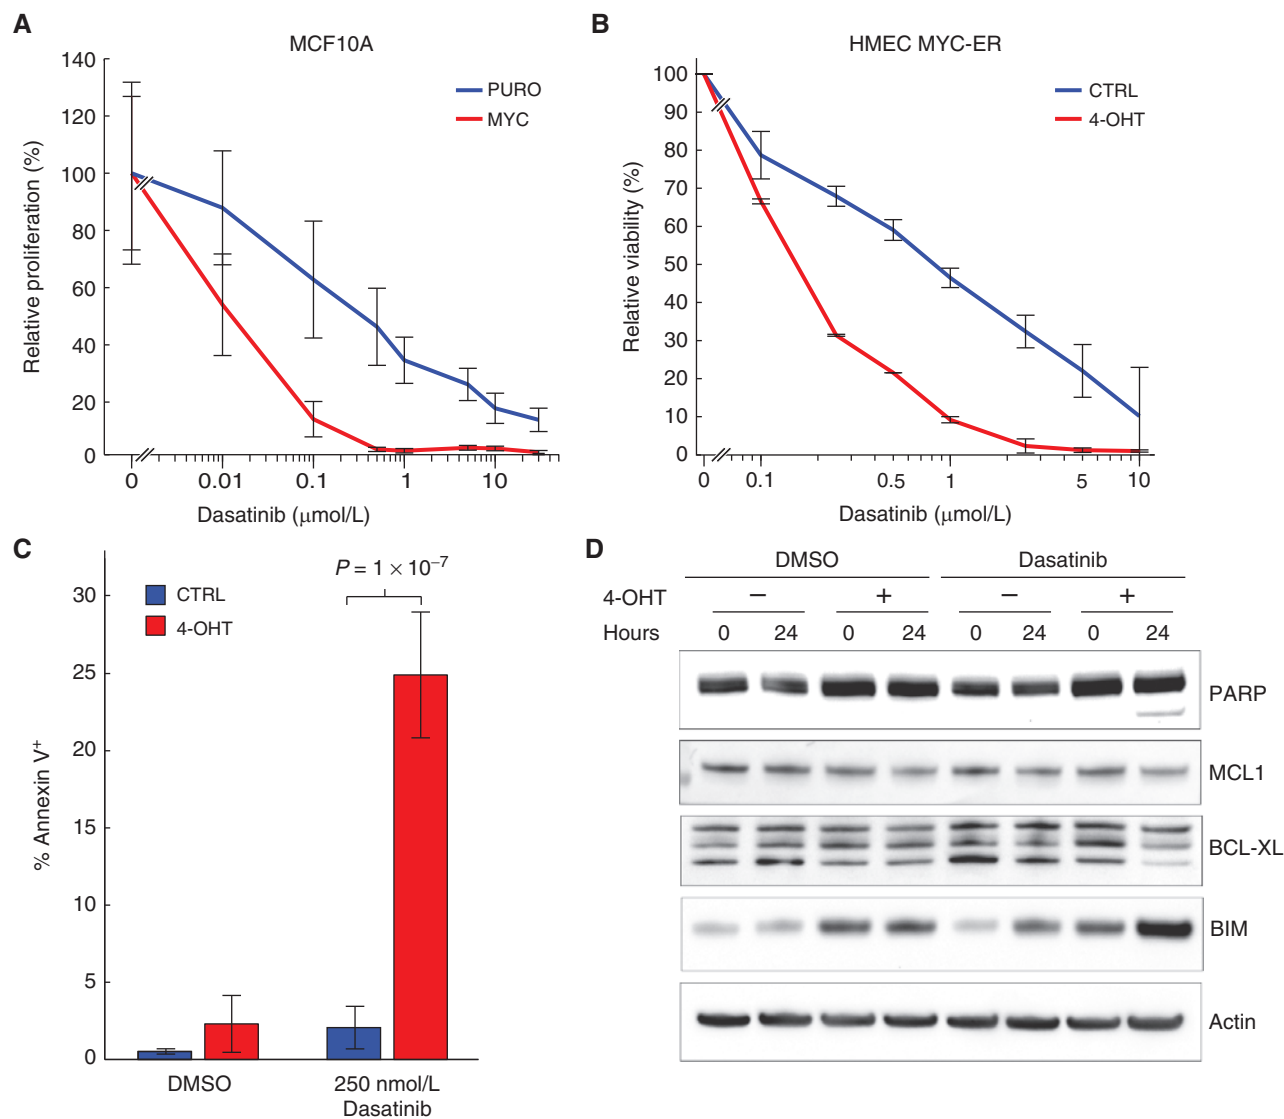 A
MCF10A
140
120
100
80
60
40
20
0
Relative proliferation (%)
PURO
MYC
0 0.01 0.1 1 10
Dasatinib (μmol/L)
B
HMEC MYC-ER
100
90
80
70
60
50
40
30
20
10
0
Relative viability (%)
CTRL
4-OHT
0 0.1 0.5 1 5 10
Dasatinib (μmol/L)
C
P = 1 × 10⁻⁷
30
25
20
15
10
5
0
% Annexin V⁺
CTRL
4-OHT
DMSO
250 nmol/L
Dasatinib
D
DMSO Dasatinib
4-OHT − + − +
Hours 0 24 0 24 0 24 0 24
PARP
MCL1
BCL-XL
BIM
Actin